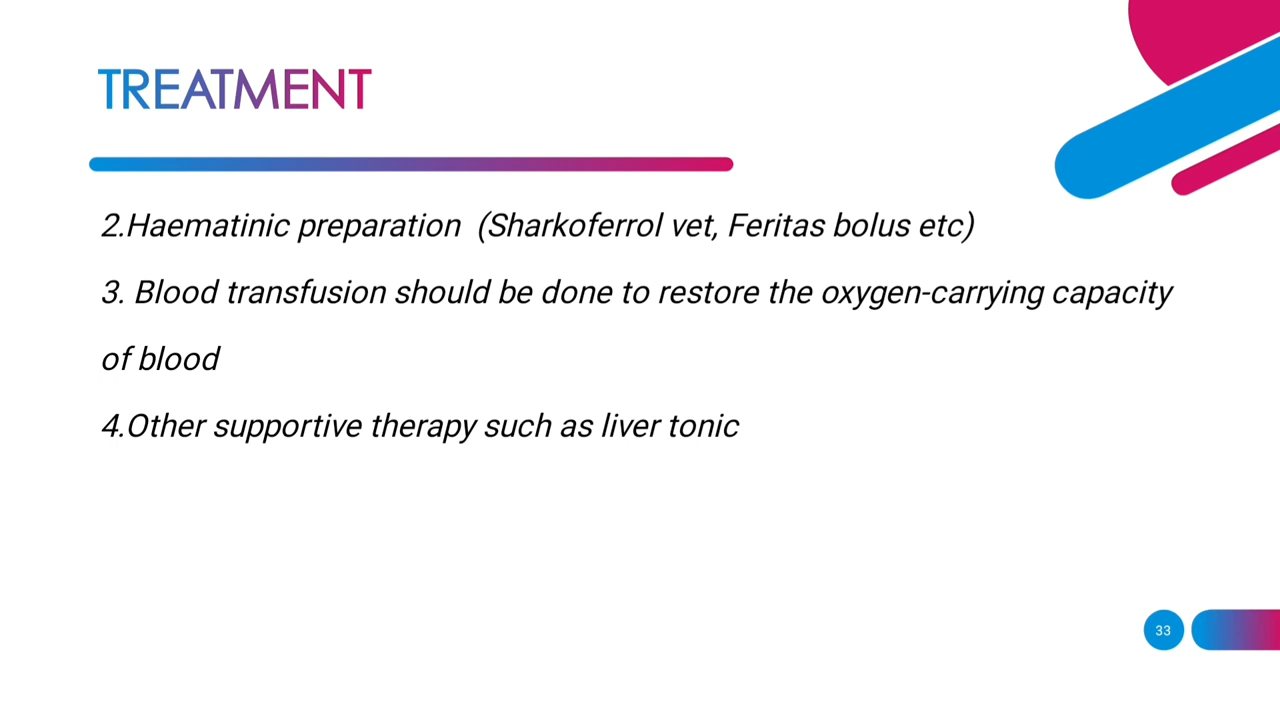 TREATMENT
2.Haematinic preparation  (Sharkoferrol vet, Feritas bolus etc)
3. Blood transfusion should be done to restore the oxygen-carrying capacity
of blood
4.Other supportive therapy such as liver tonic
33